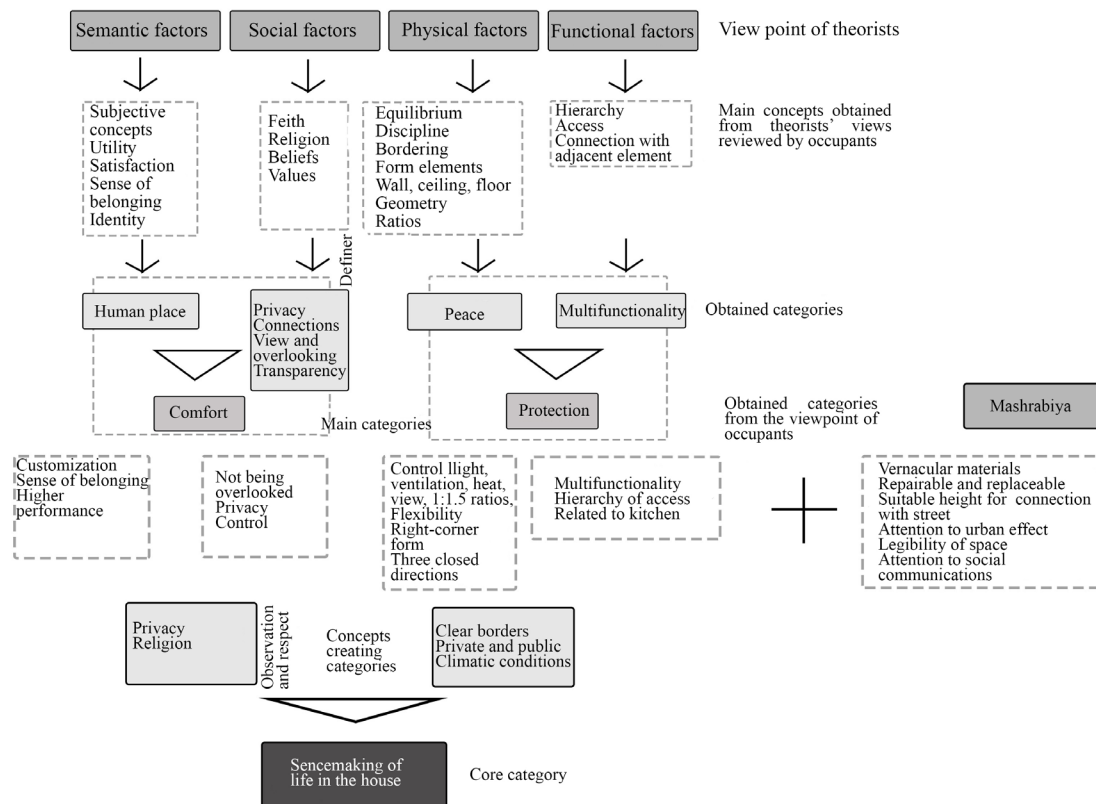 Semantic factors
Social factors
Physical factors
Functional factors
View point of theorists
Subjective
concepts
Utility
Satisfaction
Sense of
belonging
Identity
Feith
Religion
Beliefs
Values
Equilibrium
Discipline
Bordering
Form elements
Wall, ceiling, floor
Geometry
Ratios
Hierarchy
Access
Connection with
adjacent element
Main concepts obtained
from theorists' views
reviewed by occupants
Definer
Human place
Privacy
Connections
View and
overlooking
Transparency
Peace
Multifunctionality
Obtained categories
Comfort
Main categories
Protection
Obtained categories
from the viewpoint of
occupants
Mashrabiya
Customization
Sense of belonging
Higher
performance
Not being
overlooked
Privacy
Control
Control llight,
ventilation, heat,
view, 1:1.5 ratios,
Flexibility
Right-corner
form
Three closed
directions
Multifunctionality
Hierarchy of access
Related to kitchen
Vernacular materials
Repairable and replaceable
Suitable height for connection
with street
Attention to urban effect
Legibility of space
Attention to social
communications
Privacy
Religion
Observation
and respect
Concepts
creating
categories
Clear borders
Private and public
Climatic conditions
Sencemaking of
life in the house
Core category